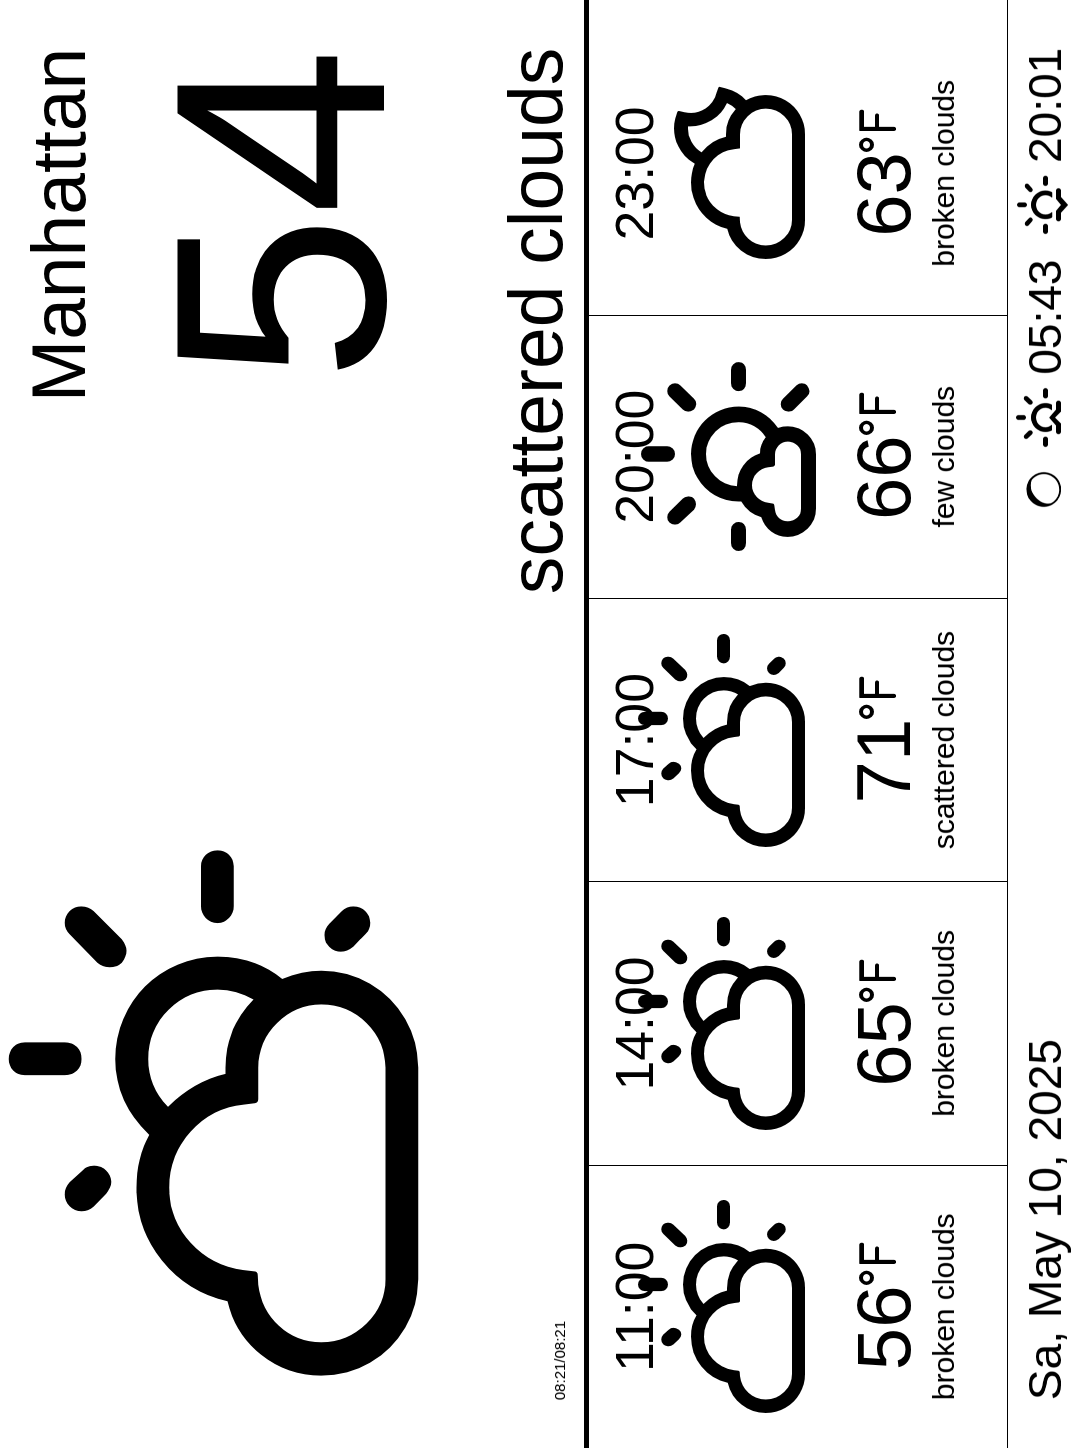 Manhattan
54
scattered clouds
08:21/08:21
11:00
56°F
broken clouds
14:00
65°F
broken clouds
17:00
71°F
scattered clouds
20:00
66°F
few clouds
23:00
63°F
broken clouds
Sa, May 10, 2025
05:43
20:01